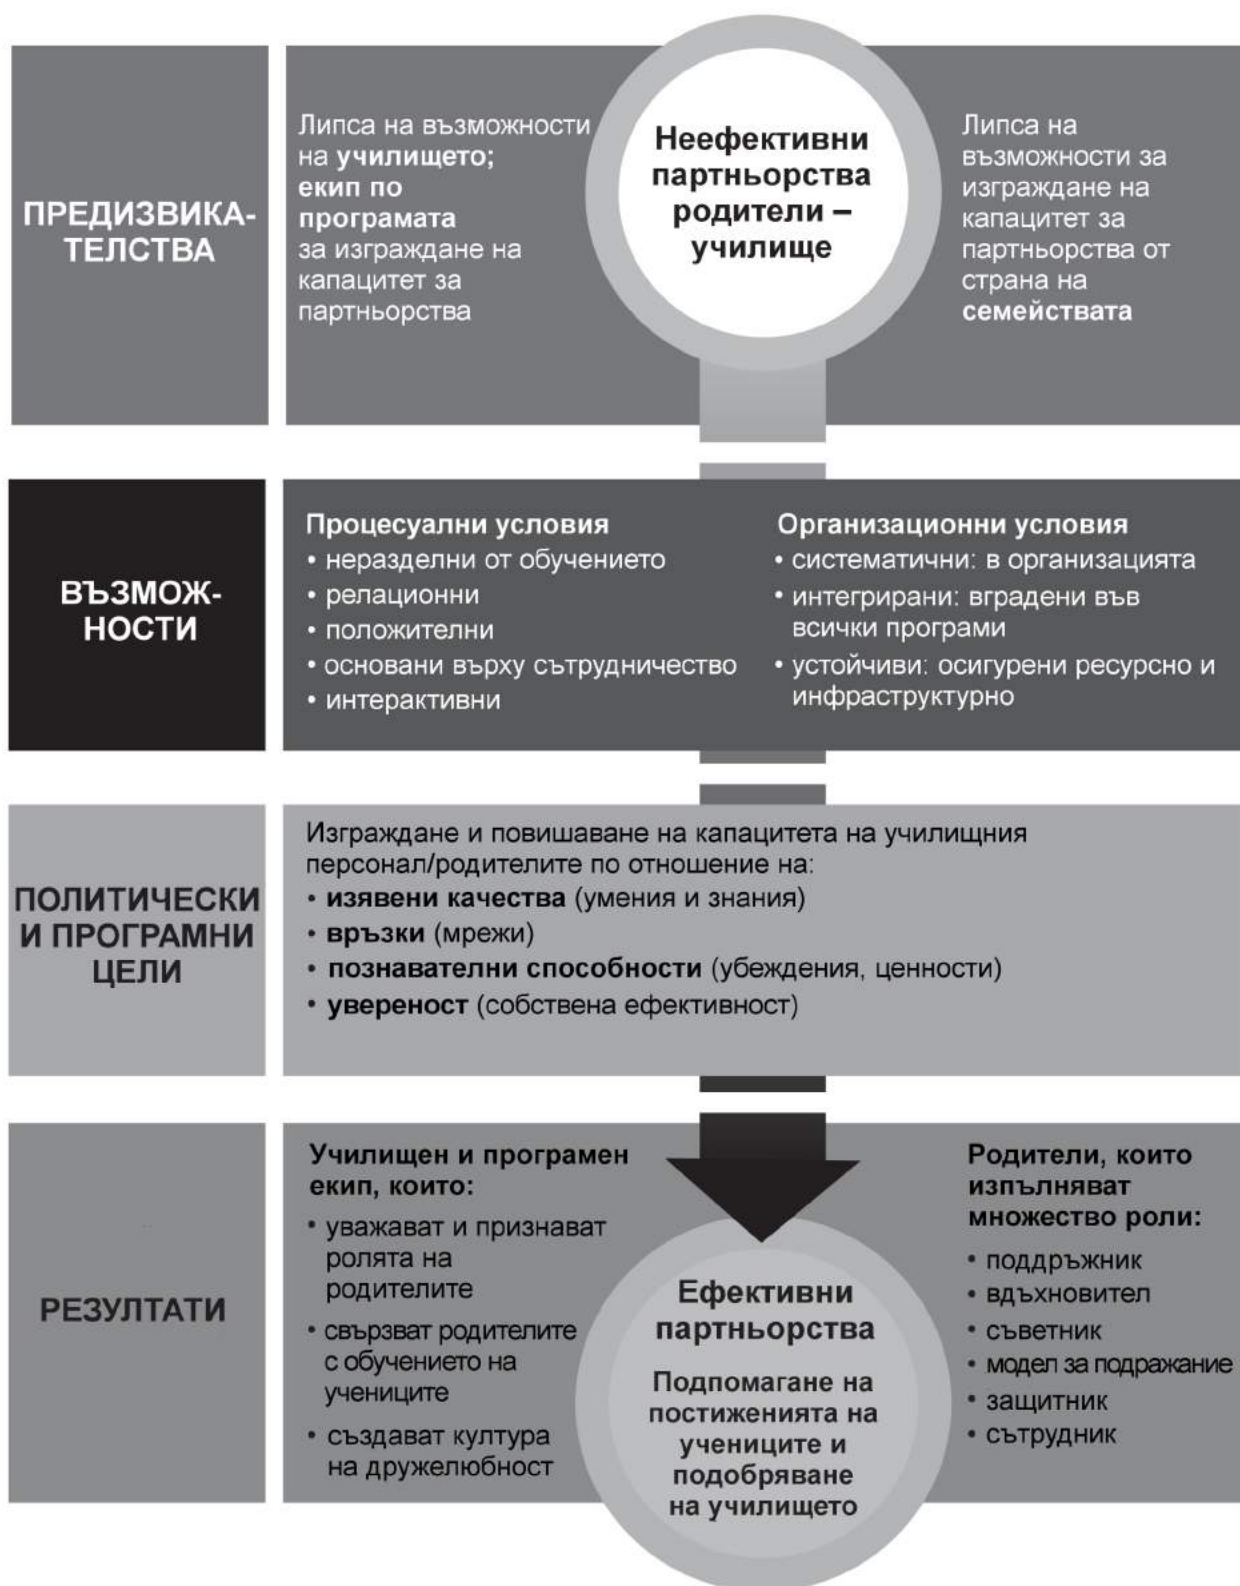 ПРЕДИЗВИКА-
ТЕЛСТВА
Липса на възможности
на училището;
екип по
програмата
за изграждане на
капацитет за
партньорства
Неефективни
партньорства
родители –
училище
Липса на
възможности за
изграждане на
капацитет за
партньорства от
страна на
семействата
ВЪЗМОЖ-
НОСТИ
Процесуални условия
• неразделни от обучението
• релационни
• положителни
• основани върху сътрудничество
• интерактивни
Организационни условия
• систематични: в организацията
• интегрирани: вградени във
всички програми
• устойчиви: осигурени ресурсно и
инфраструктурно
ПОЛИТИЧЕСКИ
И ПРОГРАМНИ
ЦЕЛИ
Изграждане и повишаване на капацитета на училищния
персонал/родителите по отношение на:
• изявени качества (умения и знания)
• връзки (мрежи)
• познавателни способности (убеждения, ценности)
• увереност (собствена ефективност)
РЕЗУЛТАТИ
Училищен и програмен
екип, които:
• уважават и признават
ролята на
родителите
• свързват родителите
с обучението на
учениците
• създават култура
на дружелюбност
Ефективни
партньорства
Подпомагане на
постиженията на
учениците и
подобряване
на училището
Родители, които
изпълняват
множество роли:
• поддръжник
• вдъхновител
• съветник
• модел за подражание
• защитник
• сътрудник